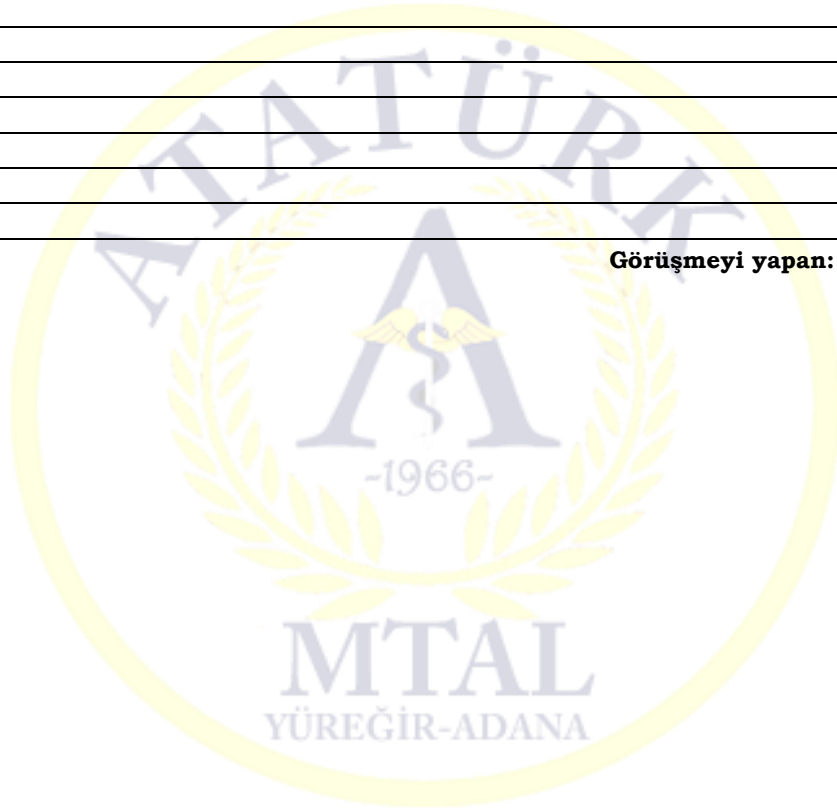 ATATÜRK
Görüşmeyi yapan:
-1966-
MTAL
YÜREĞİR-ADANA